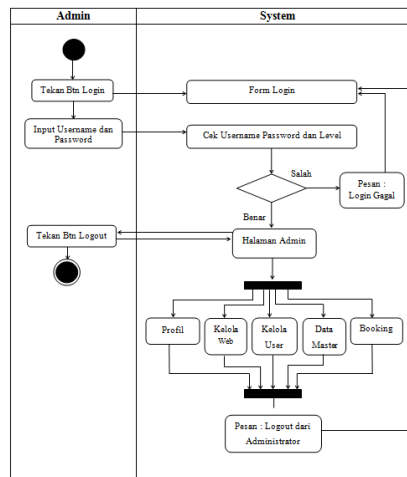 Admin
System
Tekan Btn Login
Form Login
Input Username dan
Password
Cek Username Password dan Level
Salah
Pesan :
Login Gagal
Benar
Tekan Btn Logout
Halaman Admin
Profil
Kelola
Web
Kelola
User
Data
Master
Booking
Pesan : Logout dari
Administrator